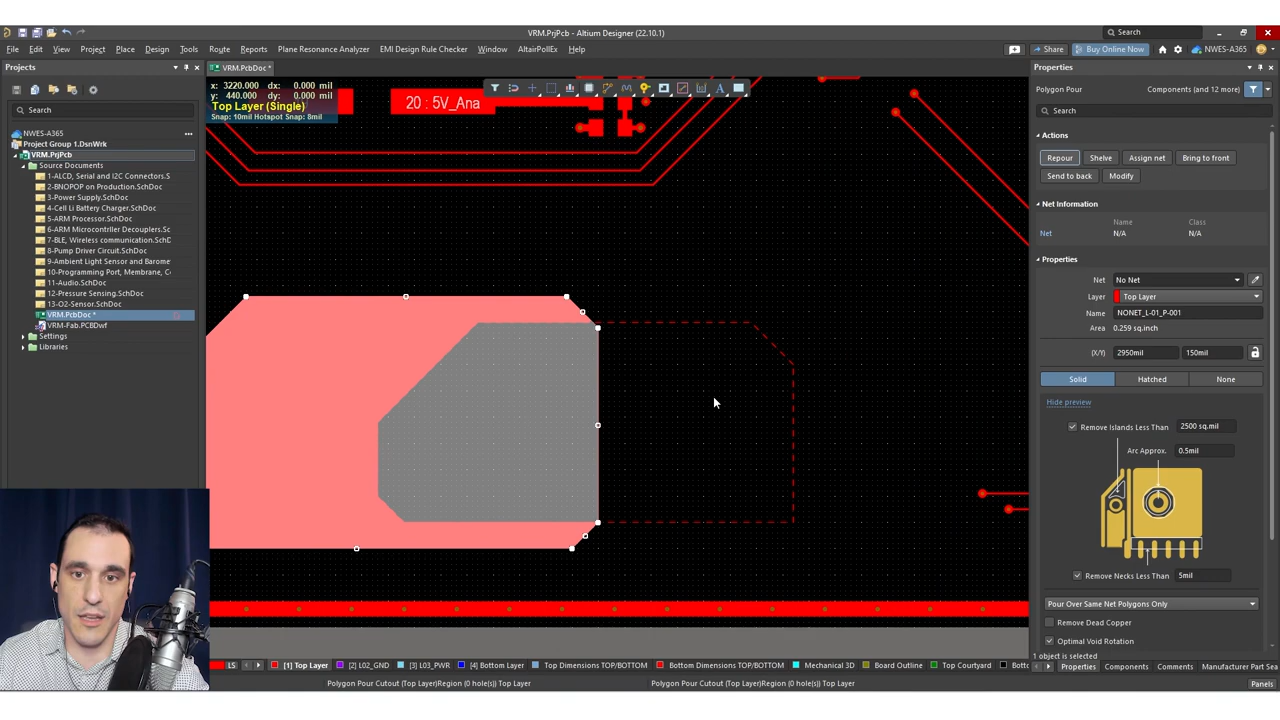 VRM.PrjPcb - Altium Designer (22.10.1)
Search
File Edit View Project Place Design Tools Route Reports Plane Resonance Analyzer EMI Design Rule Checker Window AltairPollEx Help
Share Buy Online Now NWES-A365
Projects
VRM.PcbDoc *
Search
NWES-A365
Project Group 1.DsnWrk
VRM.PrjPcb
Source Documents
1-ALCD, Serial and I2C Connectors.S
2-BNOPOP on Production.SchDoc
3-Power Supply.SchDoc
4-Cell Li Battery Charger.SchDoc
5-ARM Processor.SchDoc
6-ARM Microcontrller Decouplers.Sc
7-BLE, Wireless communication.SchD
8-Pump Driver Circuit.SchDoc
9-Ambient Light Sensor and Barome
10-Programming Port, Membrane, C
11-Audio.SchDoc
12-Pressure Sensing.SchDoc
13-O2-Sensor.SchDoc
VRM.PcbDoc *
VRM-Fab.PCBDwf
Settings
Libraries
x: 3220.000 dx: 0.000 mil
y: 440.000 dy: 0.000 mil
Top Layer (Single)
Snap: 10mil Hotspot Snap: 8mil
20 : 5V_Ana
Properties
Polygon Pour Components (and 12 more)
Search
Actions
Repour Shelve Assign net Bring to front
Send to back Modify
Net Information
Name Class
Net N/A N/A
Properties
Net No Net
Layer Top Layer
Name NONET_L-01_P-001
Area 0.259 sq.inch
(X/Y) 2950mil 150mil
Solid Hatched None
Hide preview
Remove Islands Less Than 2500 sq.mil
Arc Approx. 0.5mil
Remove Necks Less Than 5mil
Pour Over Same Net Polygons Only
Remove Dead Copper
Optimal Void Rotation
1 object is selected
LS [1] Top Layer [2] L02_GND [3] L03_PWR [4] Bottom Layer Top Dimensions TOP/BOTTOM Bottom Dimensions TOP/BOTTOM Mechanical 3D Board Outline Top Courtyard Bott
Properties Components Comments Manufacturer Part Sea
Polygon Pour Cutout (Top Layer)Region (0 hole(s)) Top Layer Polygon Pour Cutout (Top Layer)Region (0 hole(s)) Top Layer
Panels